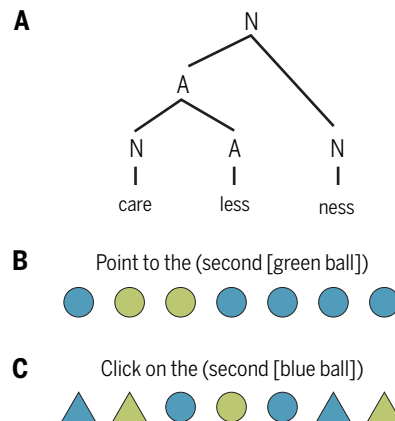 A
N
A
N A N
care less ness
B Point to the (second [green ball])
C Click on the (second [blue ball])